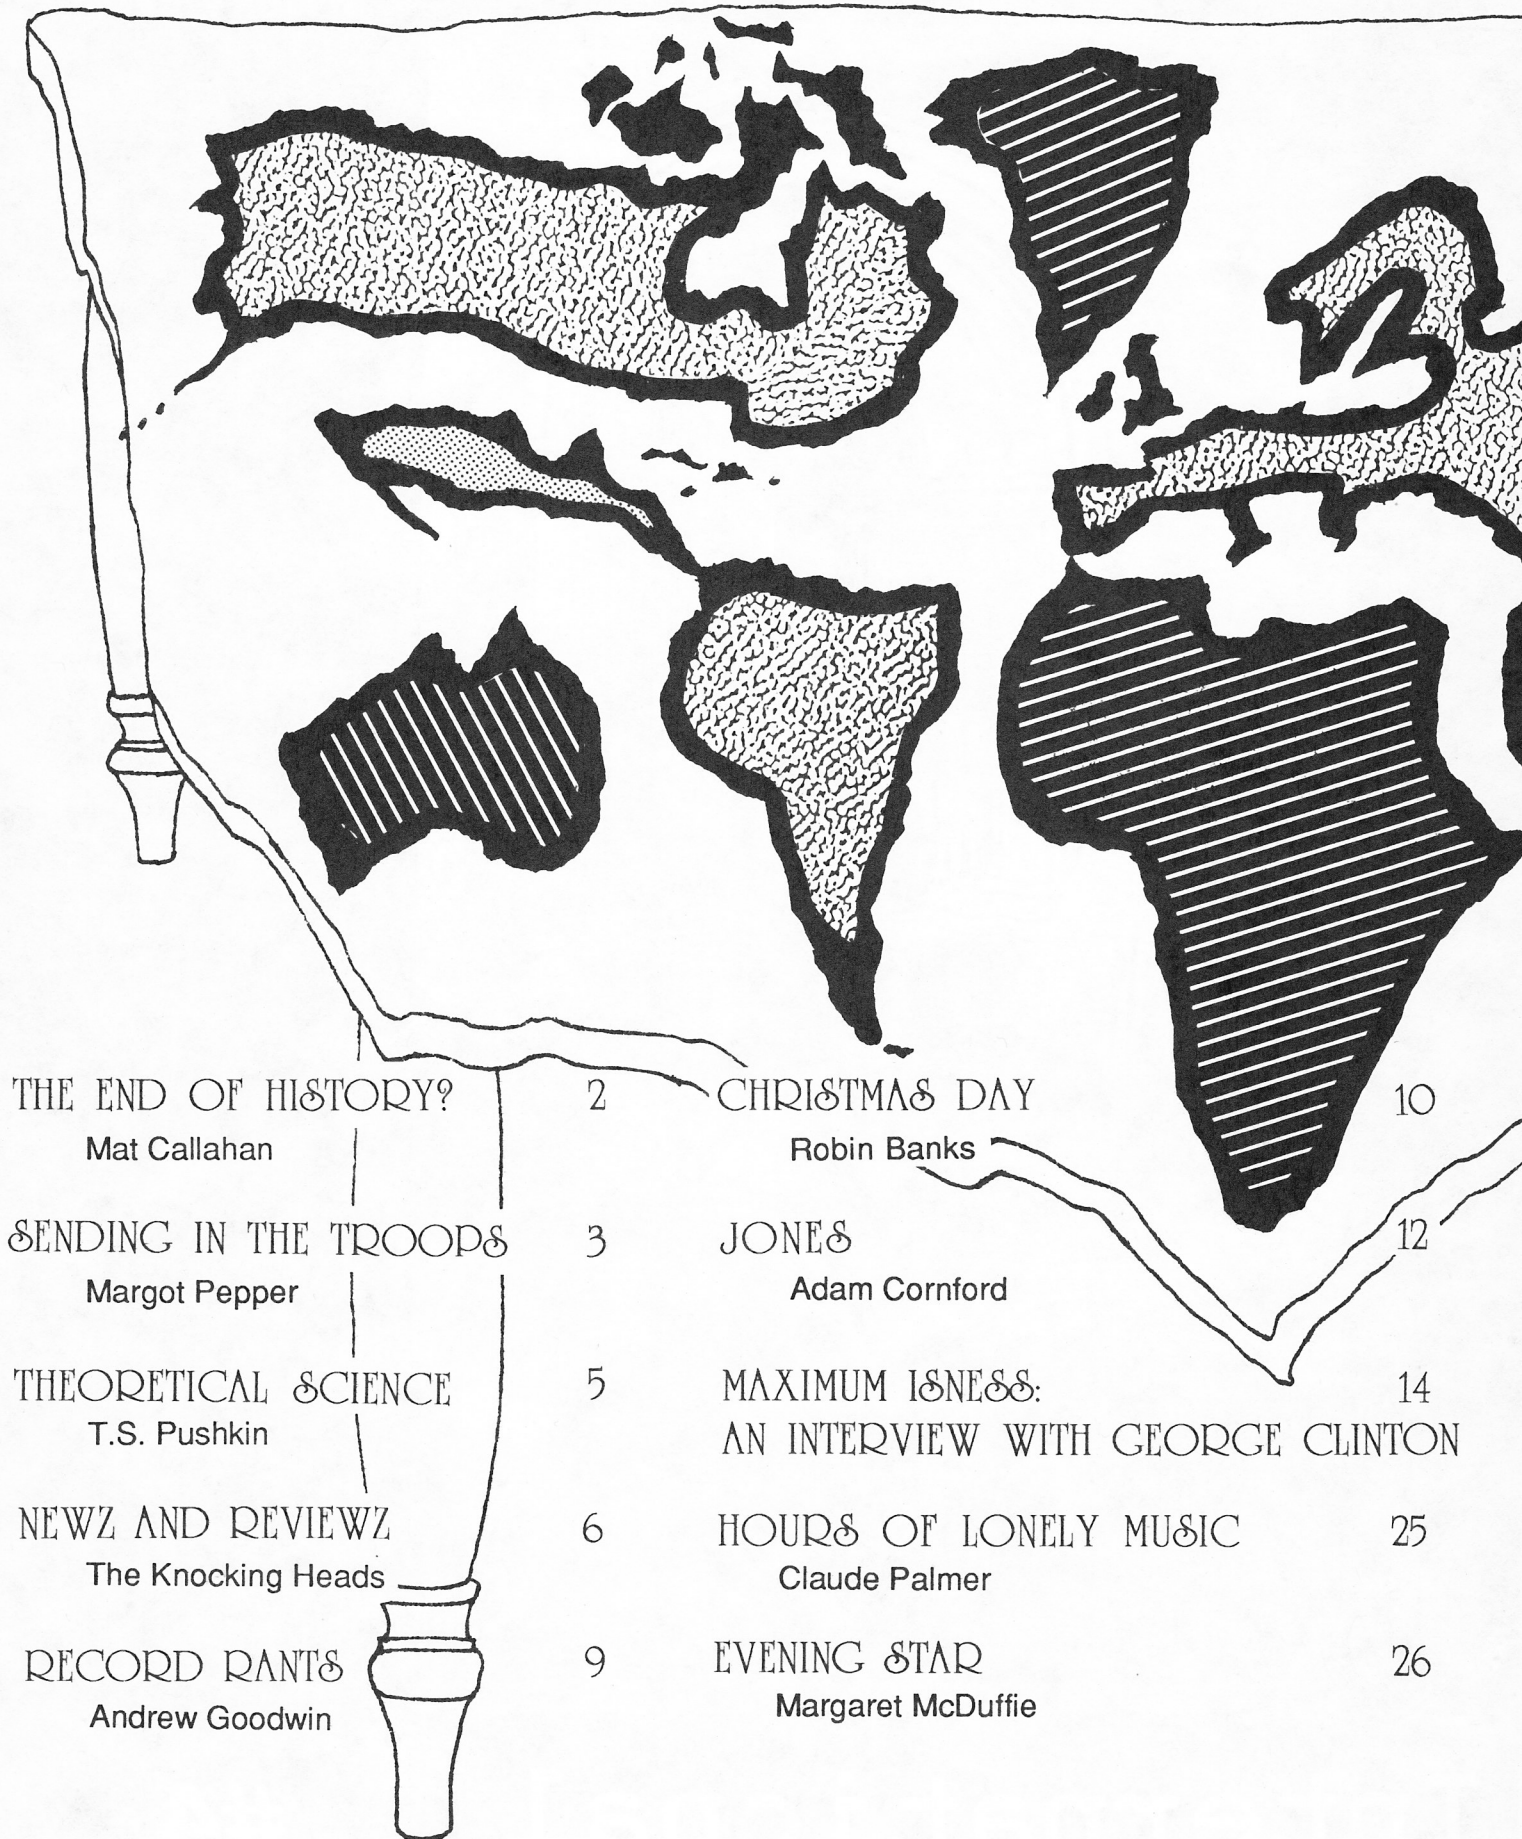 THE END OF HISTORY? 2
Mat Callahan
SENDING IN THE TROOPS 3
Margot Pepper
THEORETICAL SCIENCE 5
T.S. Pushkin
NEWZ AND REVIEWZ 6
The Knocking Heads
RECORD RANTS 9
Andrew Goodwin
CHRISTMAS DAY 10
Robin Banks
JONES 12
Adam Cornford
MAXIMUM ISNESS: 14
AN INTERVIEW WITH GEORGE CLINTON
HOURS OF LONELY MUSIC 25
Claude Palmer
EVENING STAR 26
Margaret McDuffie